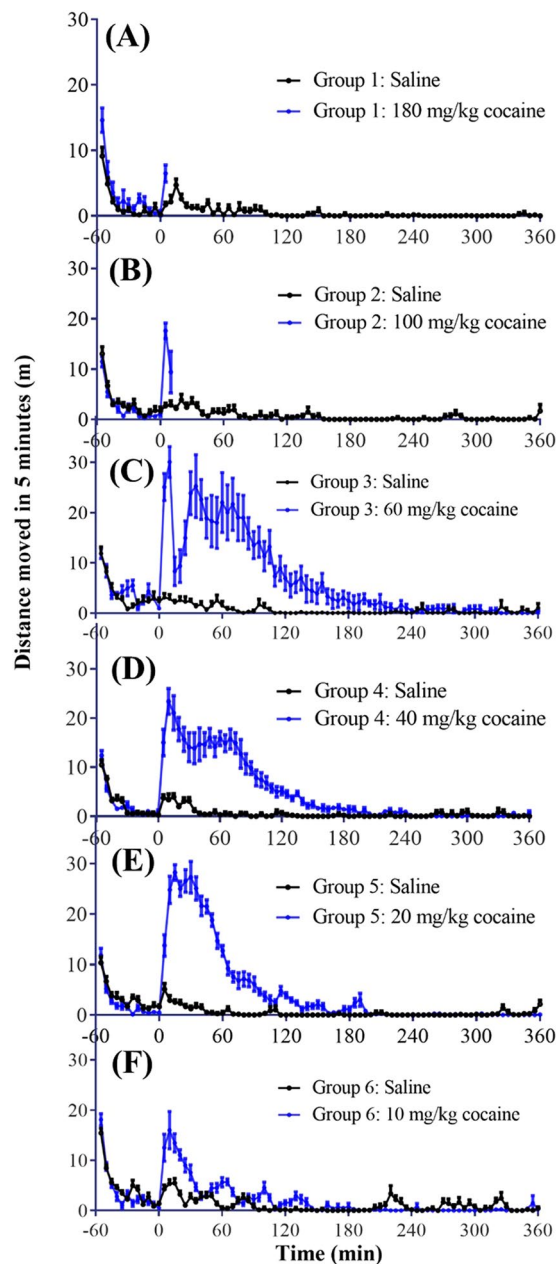 Distance moved in 5 minutes (m)
(A)
Group 1: Saline
Group 1: 180 mg/kg cocaine
30
20
10
0
-60 0 60 120 180 240 300 360
(B)
Group 2: Saline
Group 2: 100 mg/kg cocaine
30
20
10
0
-60 0 60 120 180 240 300 360
(C)
Group 3: Saline
Group 3: 60 mg/kg cocaine
30
20
10
0
-60 0 60 120 180 240 300 360
(D)
Group 4: Saline
Group 4: 40 mg/kg cocaine
30
20
10
0
-60 0 60 120 180 240 300 360
(E)
Group 5: Saline
Group 5: 20 mg/kg cocaine
30
20
10
0
-60 0 60 120 180 240 300 360
(F)
Group 6: Saline
Group 6: 10 mg/kg cocaine
30
20
10
0
-60 0 60 120 180 240 300 360
Time (min)